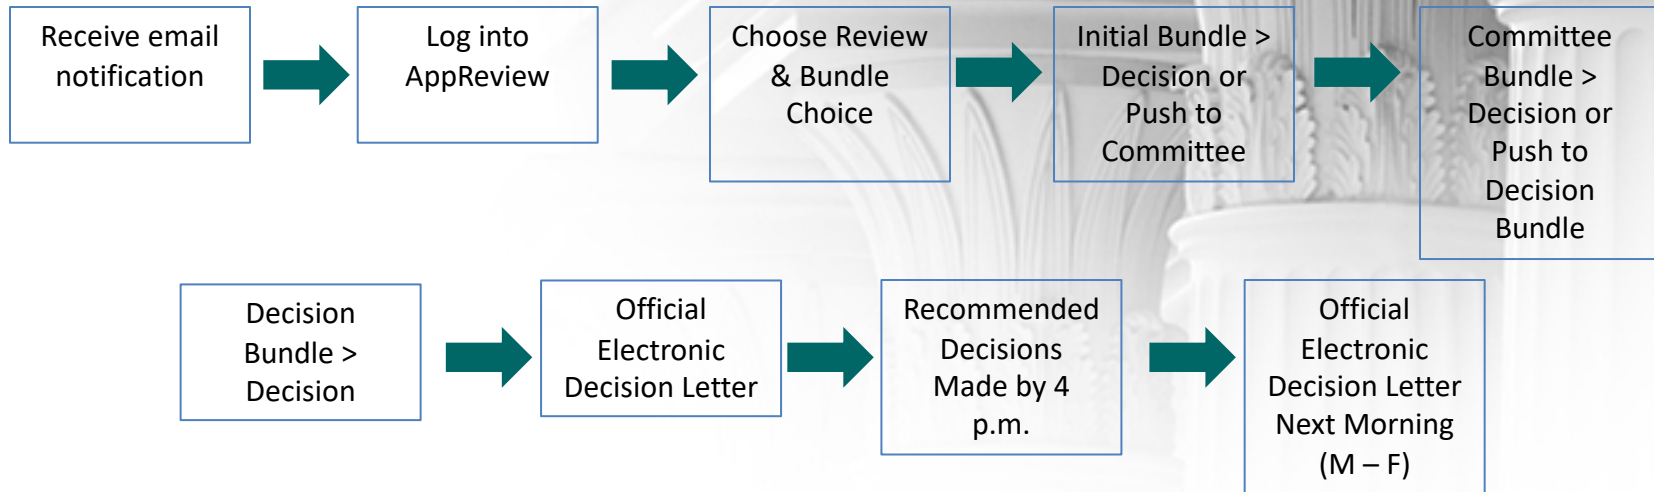 Receive email
notification
Log into
AppReview
Choose Review
& Bundle
Choice
Initial Bundle >
Decision or
Push to
Committee
Committee
Bundle >
Decision or
Push to
Decision
Bundle
Decision
Bundle >
Decision
Official
Electronic
Decision Letter
Recommended
Decisions
Made by 4
p.m.
Official
Electronic
Decision Letter
Next Morning
(M – F)